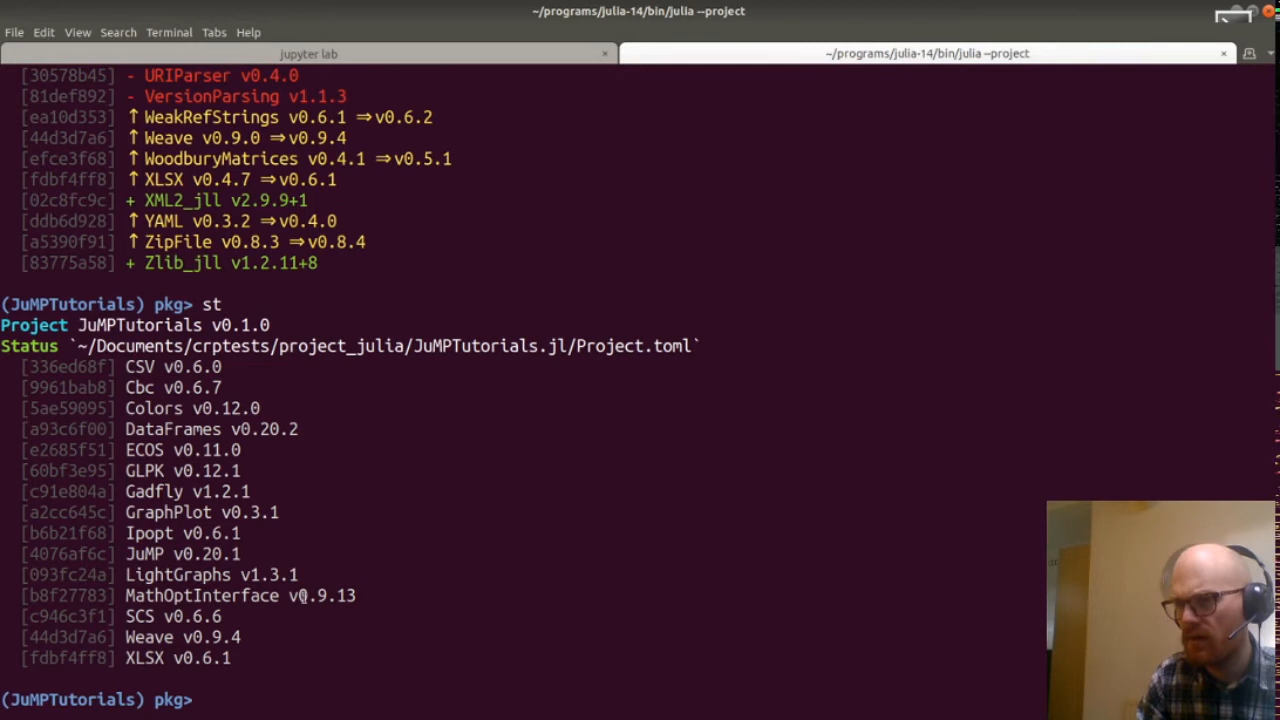 ~/programs/julia-14/bin/julia --project
File Edit View Search Terminal Tabs Help
jupyter lab × ~/programs/julia-14/bin/julia --project ×
[30578b45] - URIParser v0.4.0
[81def892] - VersionParsing v1.1.3
[ea10d353] ↑ WeakRefStrings v0.6.1 ⇒ v0.6.2
[44d3d7a6] ↑ Weave v0.9.0 ⇒ v0.9.4
[efce3f68] ↑ WoodburyMatrices v0.4.1 ⇒ v0.5.1
[fdbf4ff8] ↑ XLSX v0.4.7 ⇒ v0.6.1
[02c8fc9c] + XML2_jll v2.9.9+1
[ddb6d928] ↑ YAML v0.3.2 ⇒ v0.4.0
[a5390f91] ↑ ZipFile v0.8.3 ⇒ v0.8.4
[83775a58] + Zlib_jll v1.2.11+8
(JuMPTutorials) pkg> st
Project JuMPTutorials v0.1.0
Status `~/Documents/crptests/project_julia/JuMPTutorials.jl/Project.toml`
[336ed68f] CSV v0.6.0
[9961bab8] Cbc v0.6.7
[5ae59095] Colors v0.12.0
[a93c6f00] DataFrames v0.20.2
[e2685f51] ECOS v0.11.0
[60bf3e95] GLPK v0.12.1
[c91e804a] Gadfly v1.2.1
[a2cc645c] GraphPlot v0.3.1
[b6b21f68] Ipopt v0.6.1
[4076af6c] JuMP v0.20.1
[093fc24a] LightGraphs v1.3.1
[b8f27783] MathOptInterface v0.9.13
[c946c3f1] SCS v0.6.6
[44d3d7a6] Weave v0.9.4
[fdbf4ff8] XLSX v0.6.1
(JuMPTutorials) pkg>